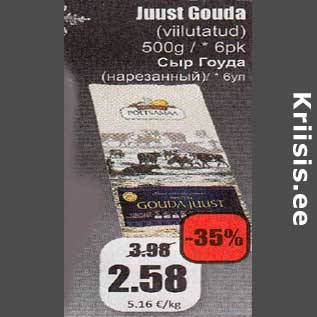 Juust Gouda
(viilutatud)
500g / * 6pk
Сыр Гоуда
(нарезанный)/ * 6уп
PÕLTSAMAA
GOUDA JUUST
-35%
3.98
2.58
5.16 €/kg
Kriisis.ee